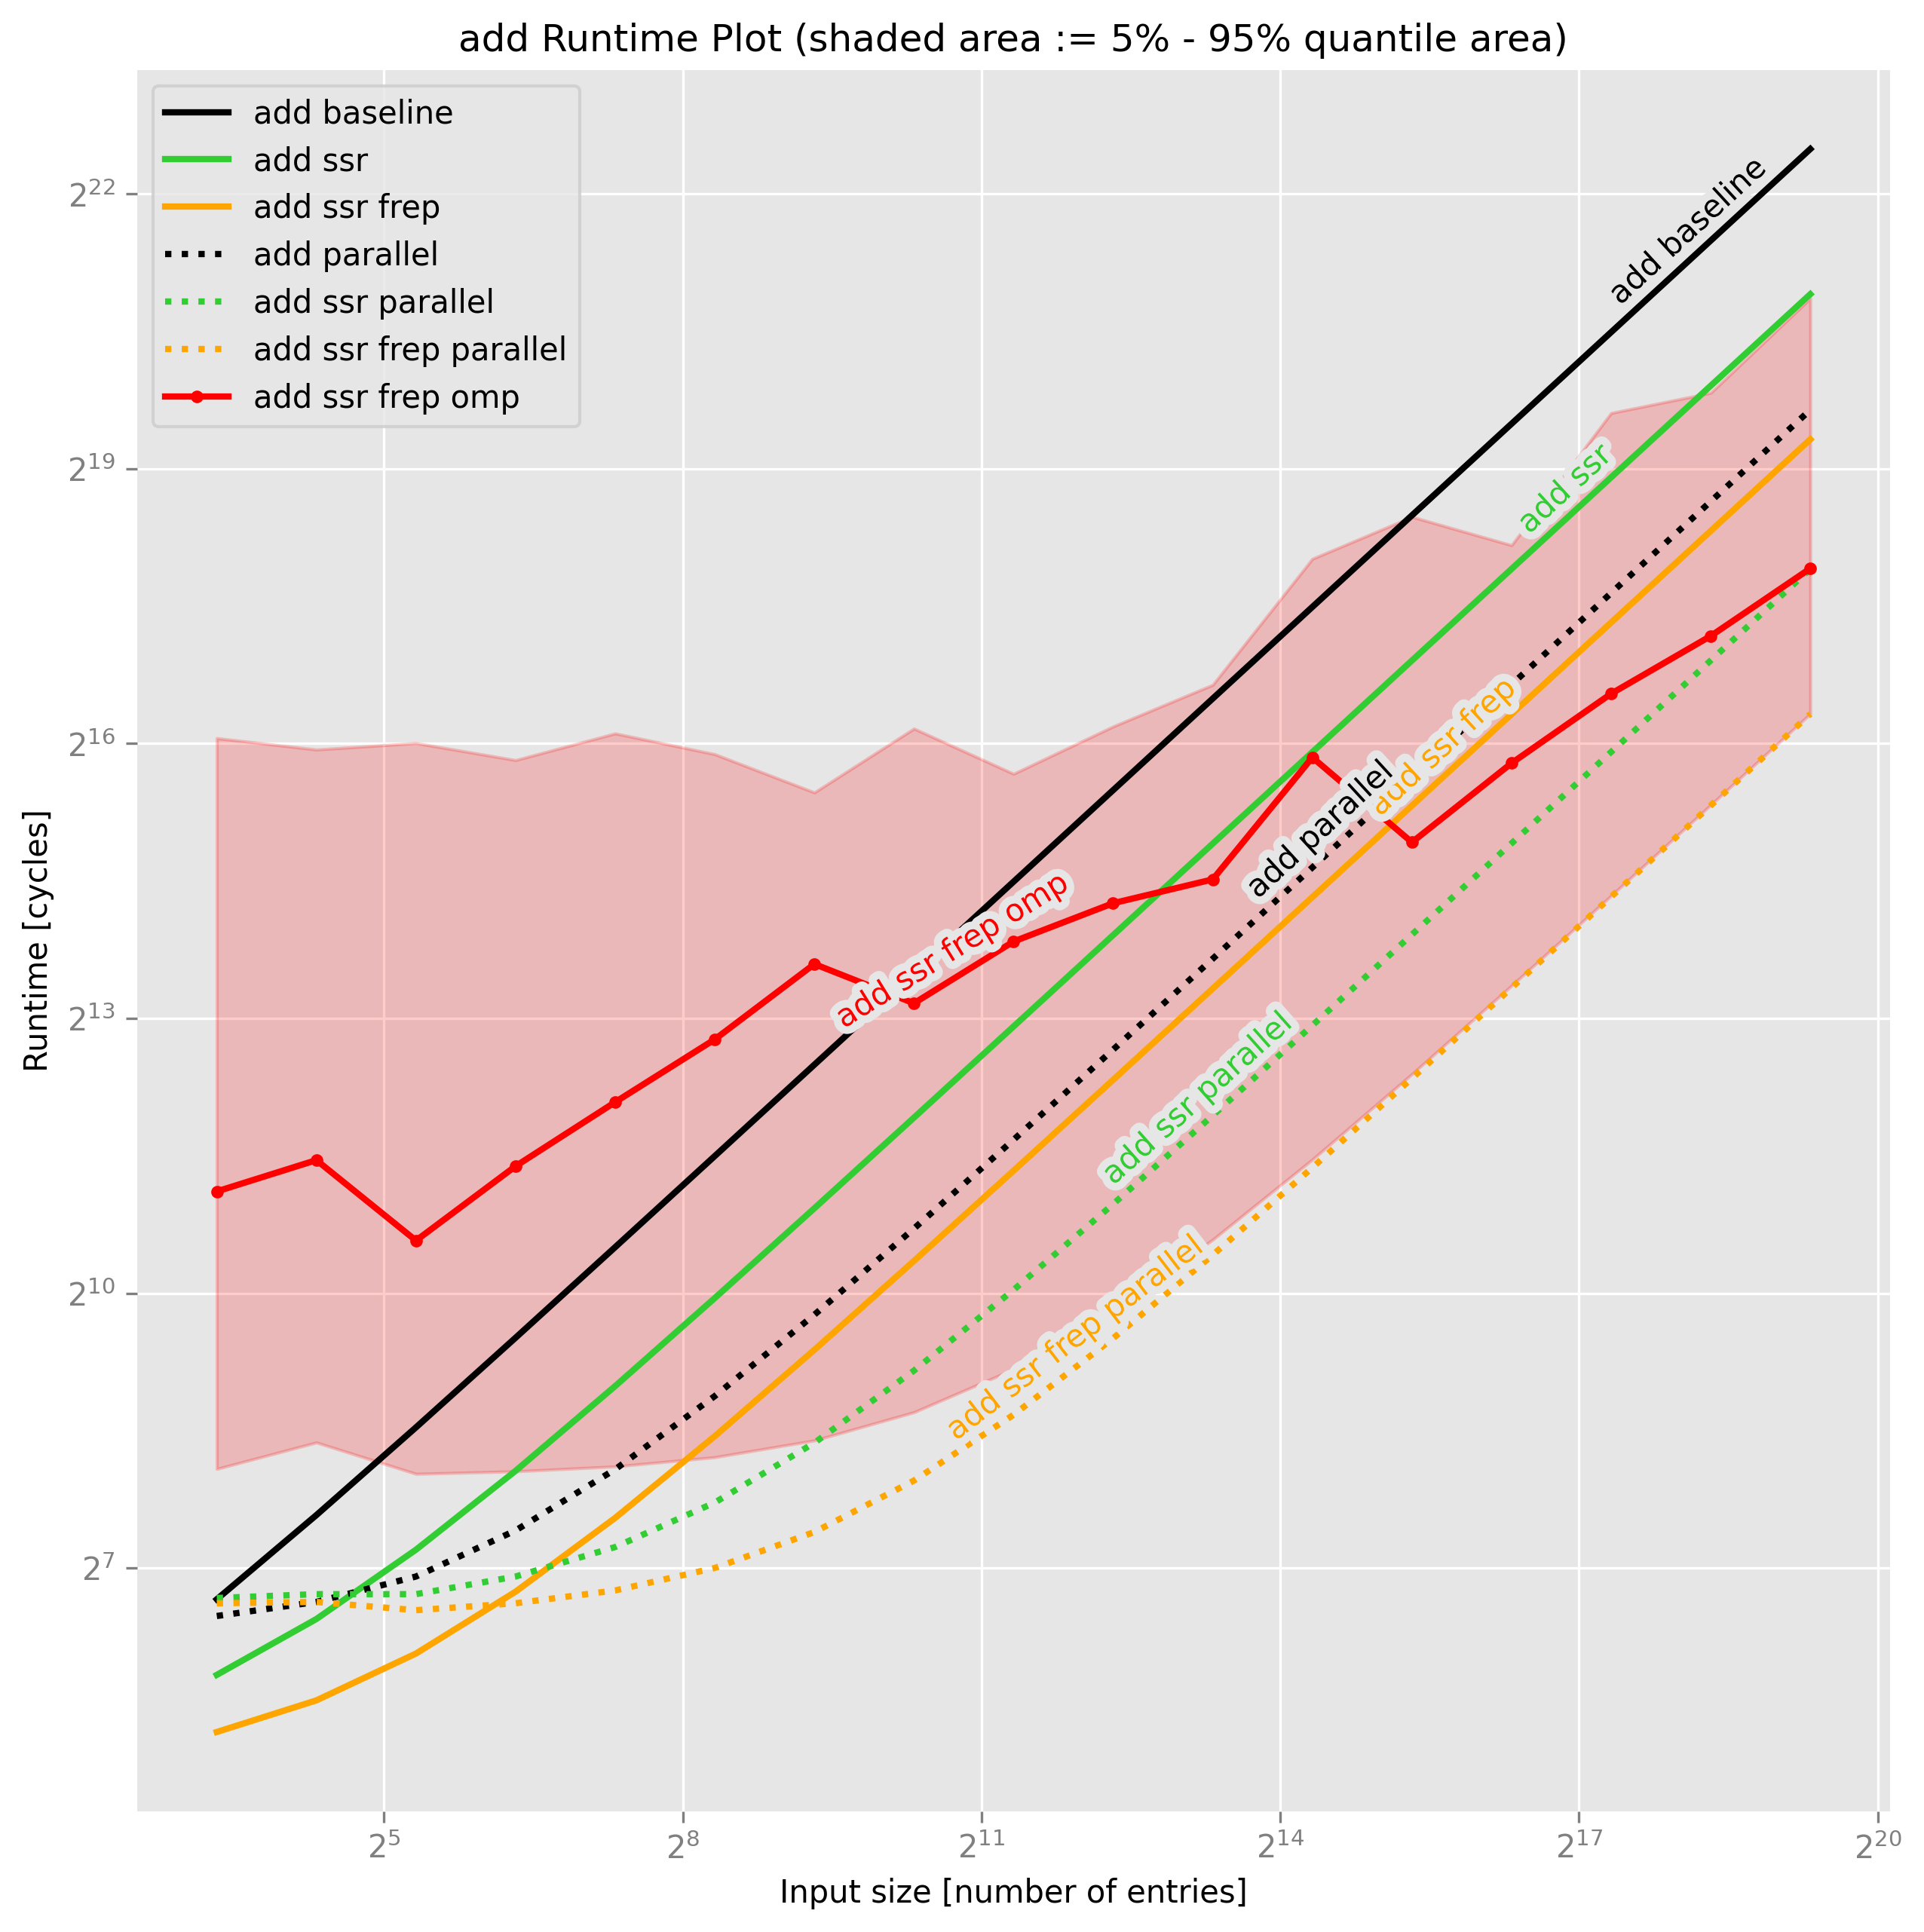 add Runtime Plot (shaded area := 5% - 95% quantile area)
add baseline
add ssr
add ssr frep
add parallel
add ssr parallel
add ssr frep parallel
add ssr frep omp
2^22
2^19
2^16
2^13
2^10
2^7
Runtime [cycles]
add baseline
add ssr
add ssr frep
add parallel
add ssr frep omp
add ssr parallel
add ssr frep parallel
2^5 2^8 2^11 2^14 2^17 2^20
Input size [number of entries]